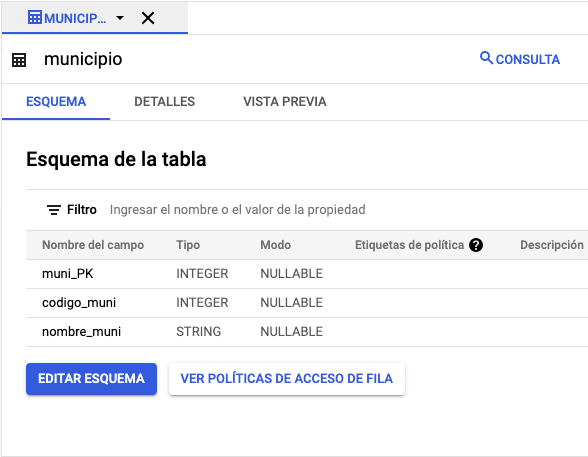 MUNICIP...
municipio
CONSULTA
ESQUEMA DETALLES VISTA PREVIA
Esquema de la tabla
Filtro Ingresar el nombre o el valor de la propiedad
Nombre del campo Tipo Modo Etiquetas de política ? Descripción
muni_PK INTEGER NULLABLE
codigo_muni INTEGER NULLABLE
nombre_muni STRING NULLABLE
EDITAR ESQUEMA VER POLÍTICAS DE ACCESO DE FILA